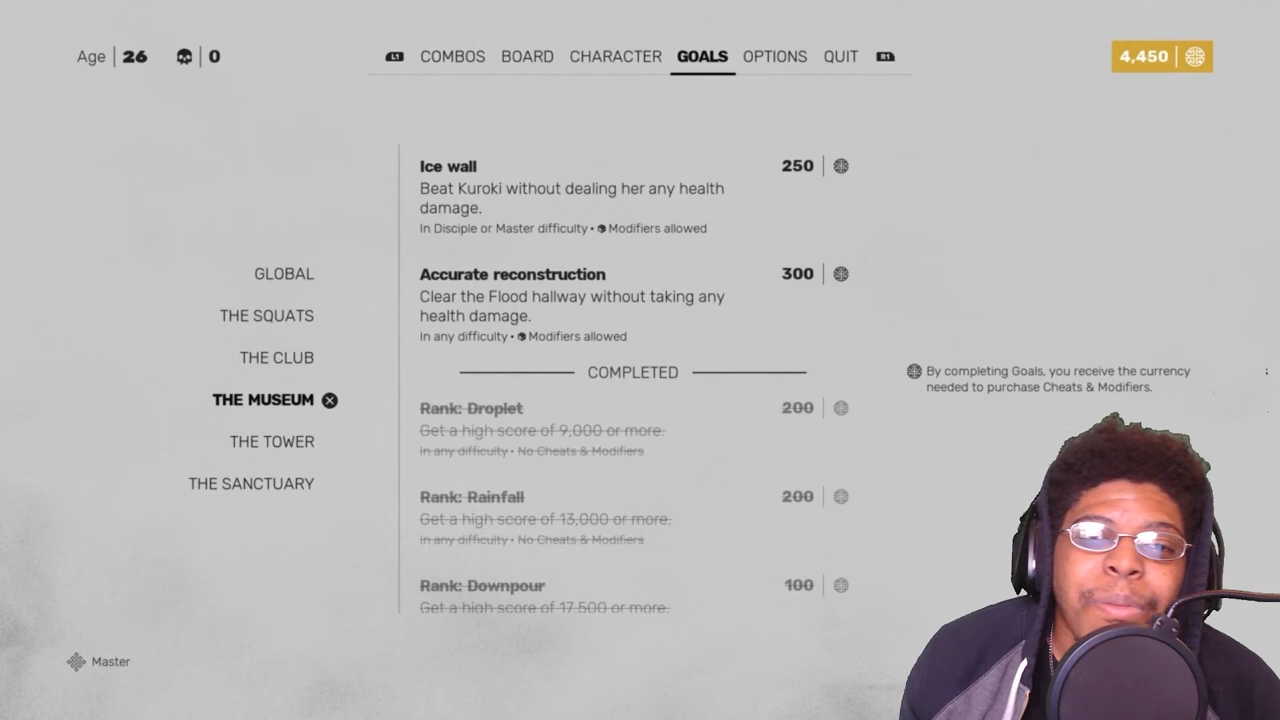 Age 26 0
L1 COMBOS BOARD CHARACTER GOALS OPTIONS QUIT R1
4,450
GLOBAL
THE SQUATS
THE CLUB
THE MUSEUM
THE TOWER
THE SANCTUARY
Ice wall 250
Beat Kuroki without dealing her any health
damage.
In Disciple or Master difficulty • Modifiers allowed
Accurate reconstruction 300
Clear the Flood hallway without taking any
health damage.
In any difficulty • Modifiers allowed
COMPLETED
Rank: Droplet 200
Get a high score of 9,000 or more.
In any difficulty • No Cheats & Modifiers
Rank: Rainfall 200
Get a high score of 13,000 or more.
In any difficulty • No Cheats & Modifiers
Rank: Downpour 100
Get a high score of 17,500 or more.
By completing Goals, you receive the currency
needed to purchase Cheats & Modifiers.
Master